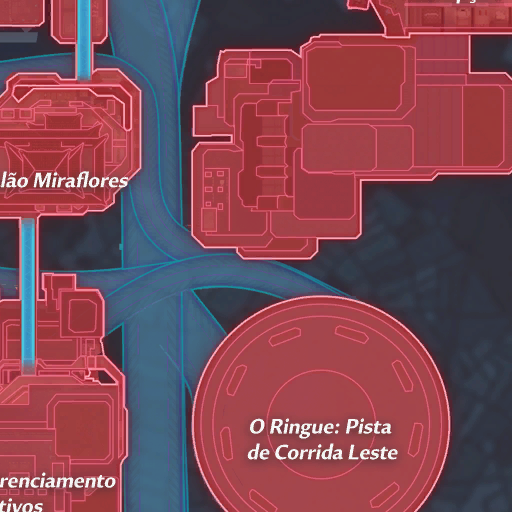 lão Miraflores
O Ringue: Pista
de Corrida Leste
renciamento
tivos